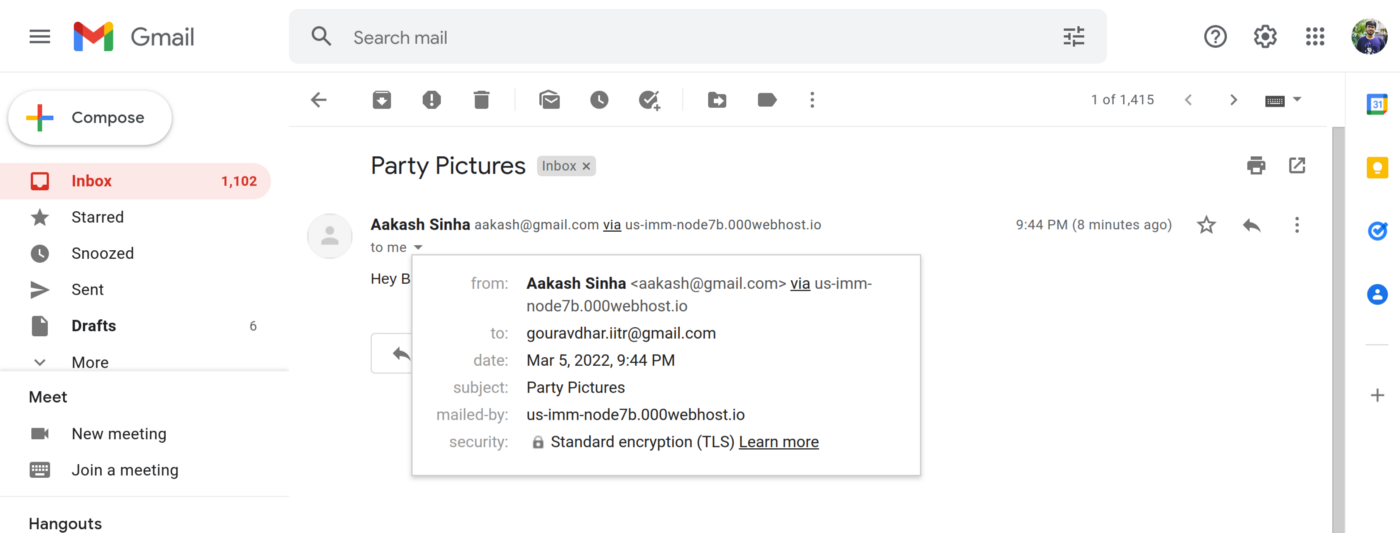 Gmail
Search mail
Compose
1 of 1,415
Inbox 1,102
Starred
Snoozed
Sent
Drafts 6
More
Meet
New meeting
Join a meeting
Hangouts
Party Pictures Inbox ×
Aakash Sinha aakash@gmail.com via us-imm-node7b.000webhost.io 9:44 PM (8 minutes ago)
to me
Hey B
from: Aakash Sinha <aakash@gmail.com> via us-imm-
node7b.000webhost.io
to: gouravdhar.iitr@gmail.com
date: Mar 5, 2022, 9:44 PM
subject: Party Pictures
mailed-by: us-imm-node7b.000webhost.io
security: Standard encryption (TLS) Learn more
31